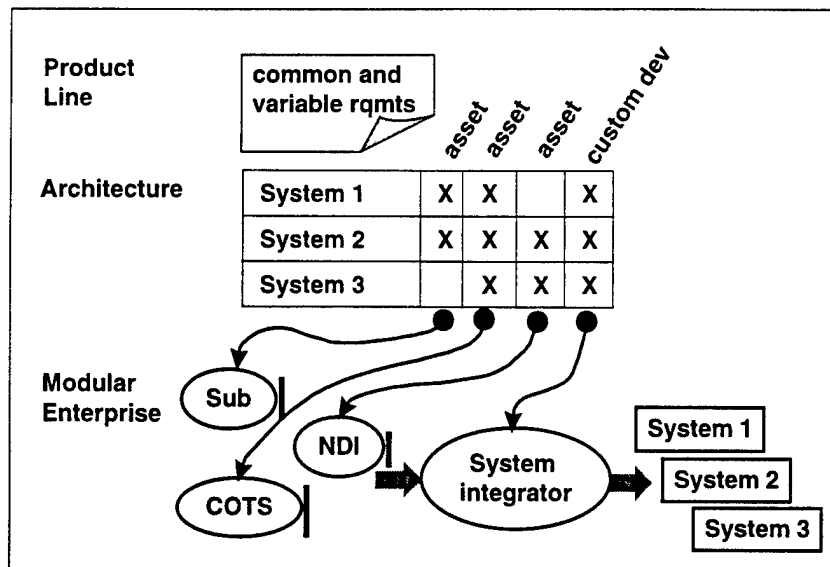 Product
Line
common and
variable rqmts
asset
asset
asset
custom dev
Architecture
System 1 X X X
System 2 X X X X
System 3 X X X
Modular
Enterprise
Sub
NDI
COTS
System
integrator
System 1
System 2
System 3